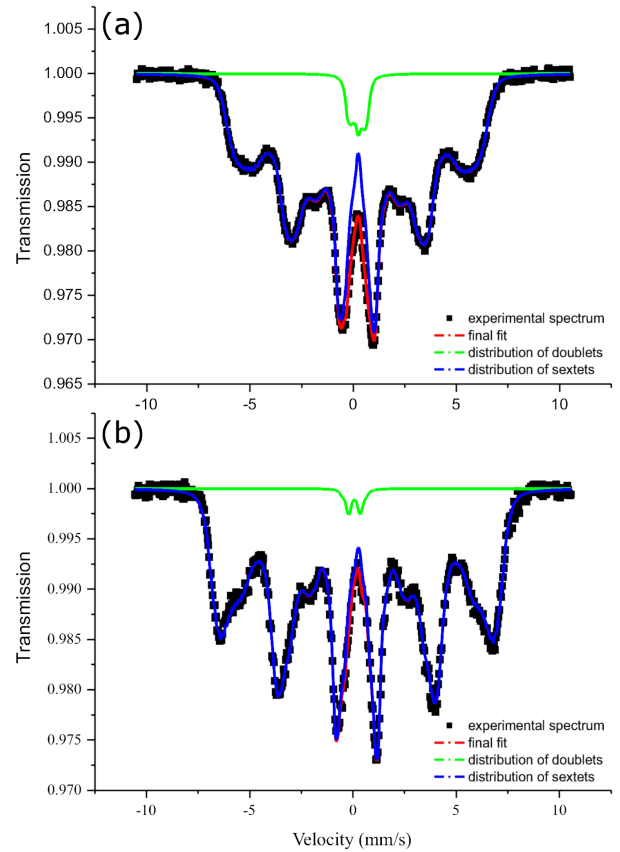 (a)
1.005
1.000
0.995
0.990
0.985
0.980
0.975
0.970
0.965
Transmission
experimental spectrum
final fit
distribution of doublets
distribution of sextets
-10 -5 0 5 10
(b)
1.005
1.000
0.995
0.990
0.985
0.980
0.975
0.970
Transmission
experimental spectrum
final fit
distribution of doublets
distribution of sextets
-10 -5 0 5 10
Velocity (mm/s)